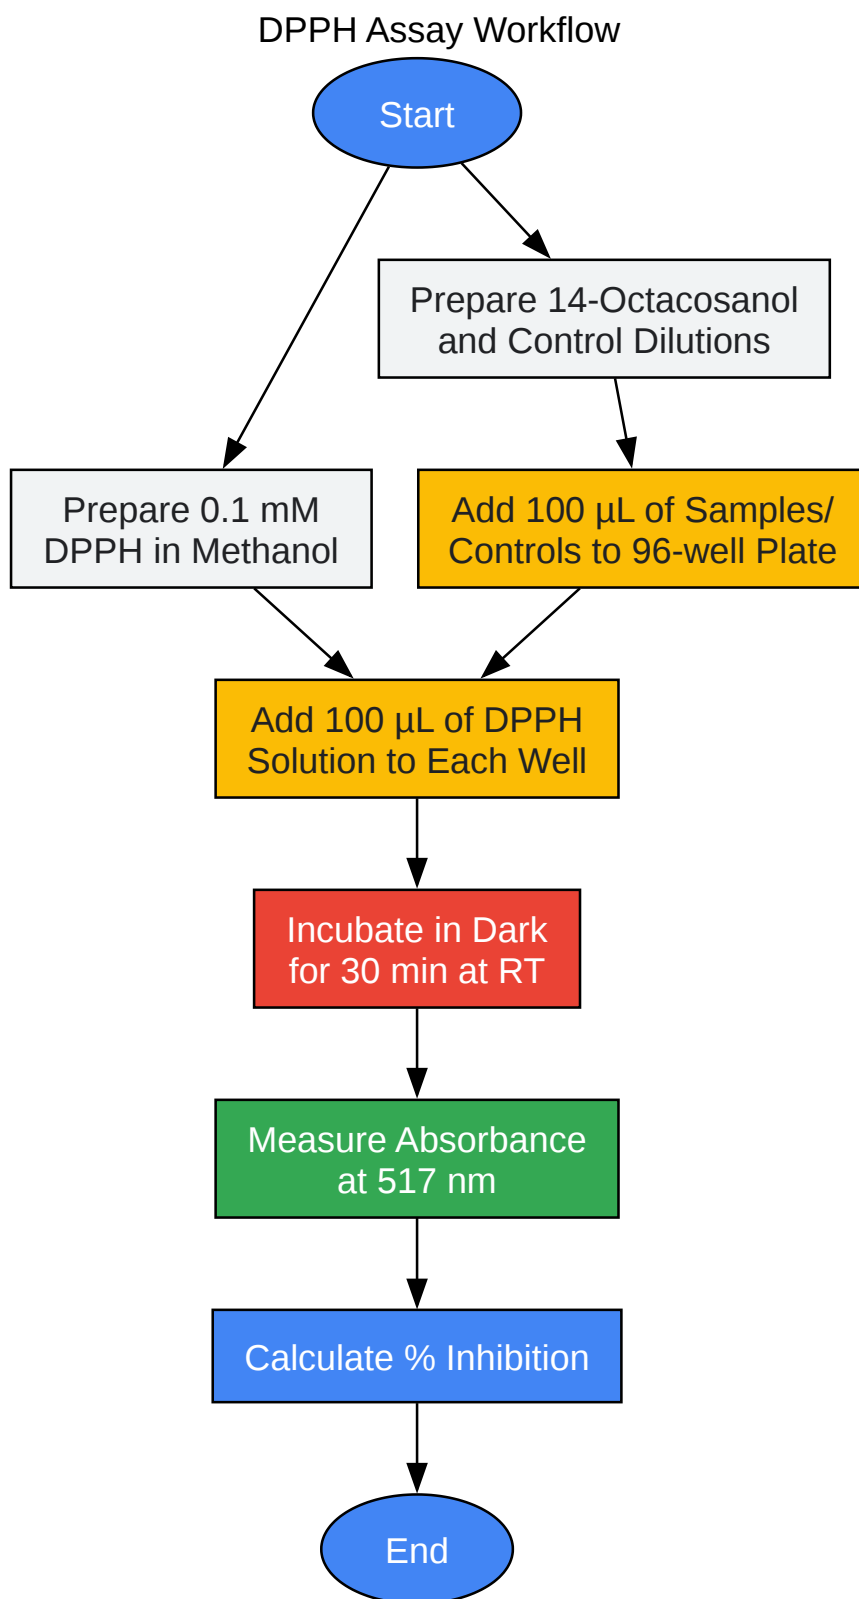 DPPH Assay Workflow
Start
Prepare 14-Octacosanol
and Control Dilutions
Prepare 0.1 mM
DPPH in Methanol
Add 100 µL of Samples/
Controls to 96-well Plate
Add 100 µL of DPPH
Solution to Each Well
Incubate in Dark
for 30 min at RT
Measure Absorbance
at 517 nm
Calculate % Inhibition
End